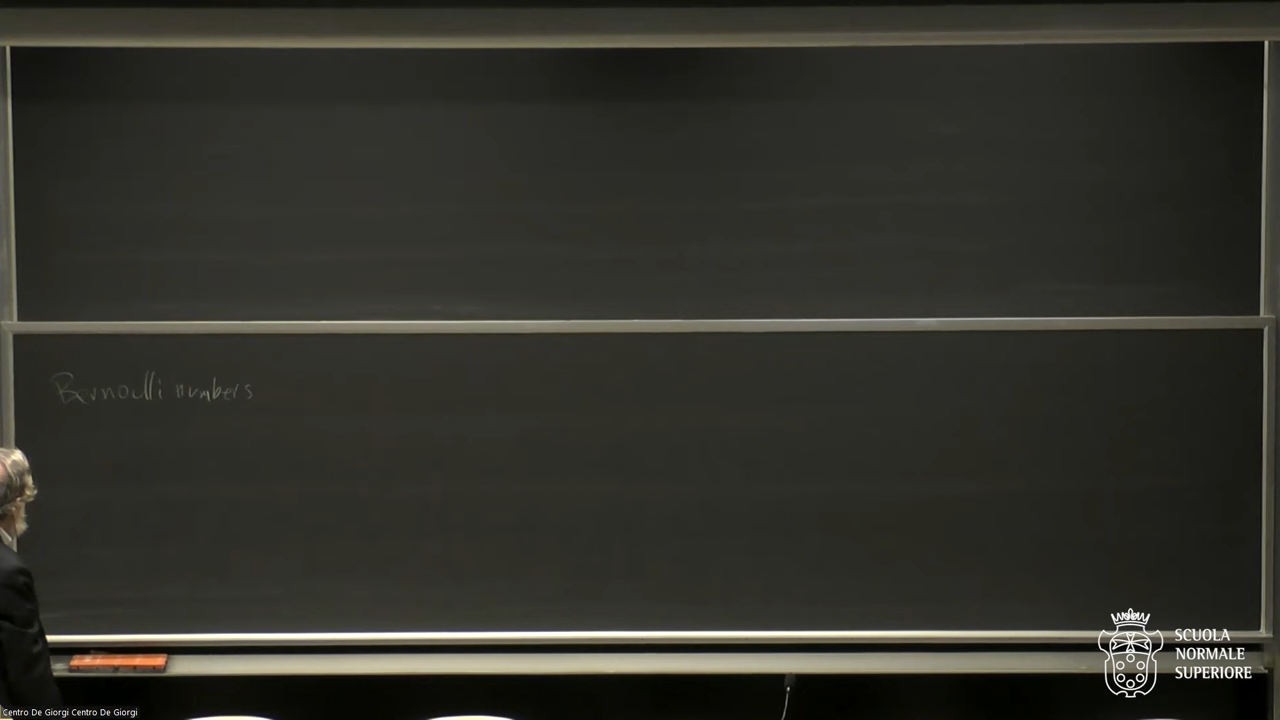 Bernoulli numbers
SCUOLA
NORMALE
SUPERIORE
Centro De Giorgi Centro De Giorgi